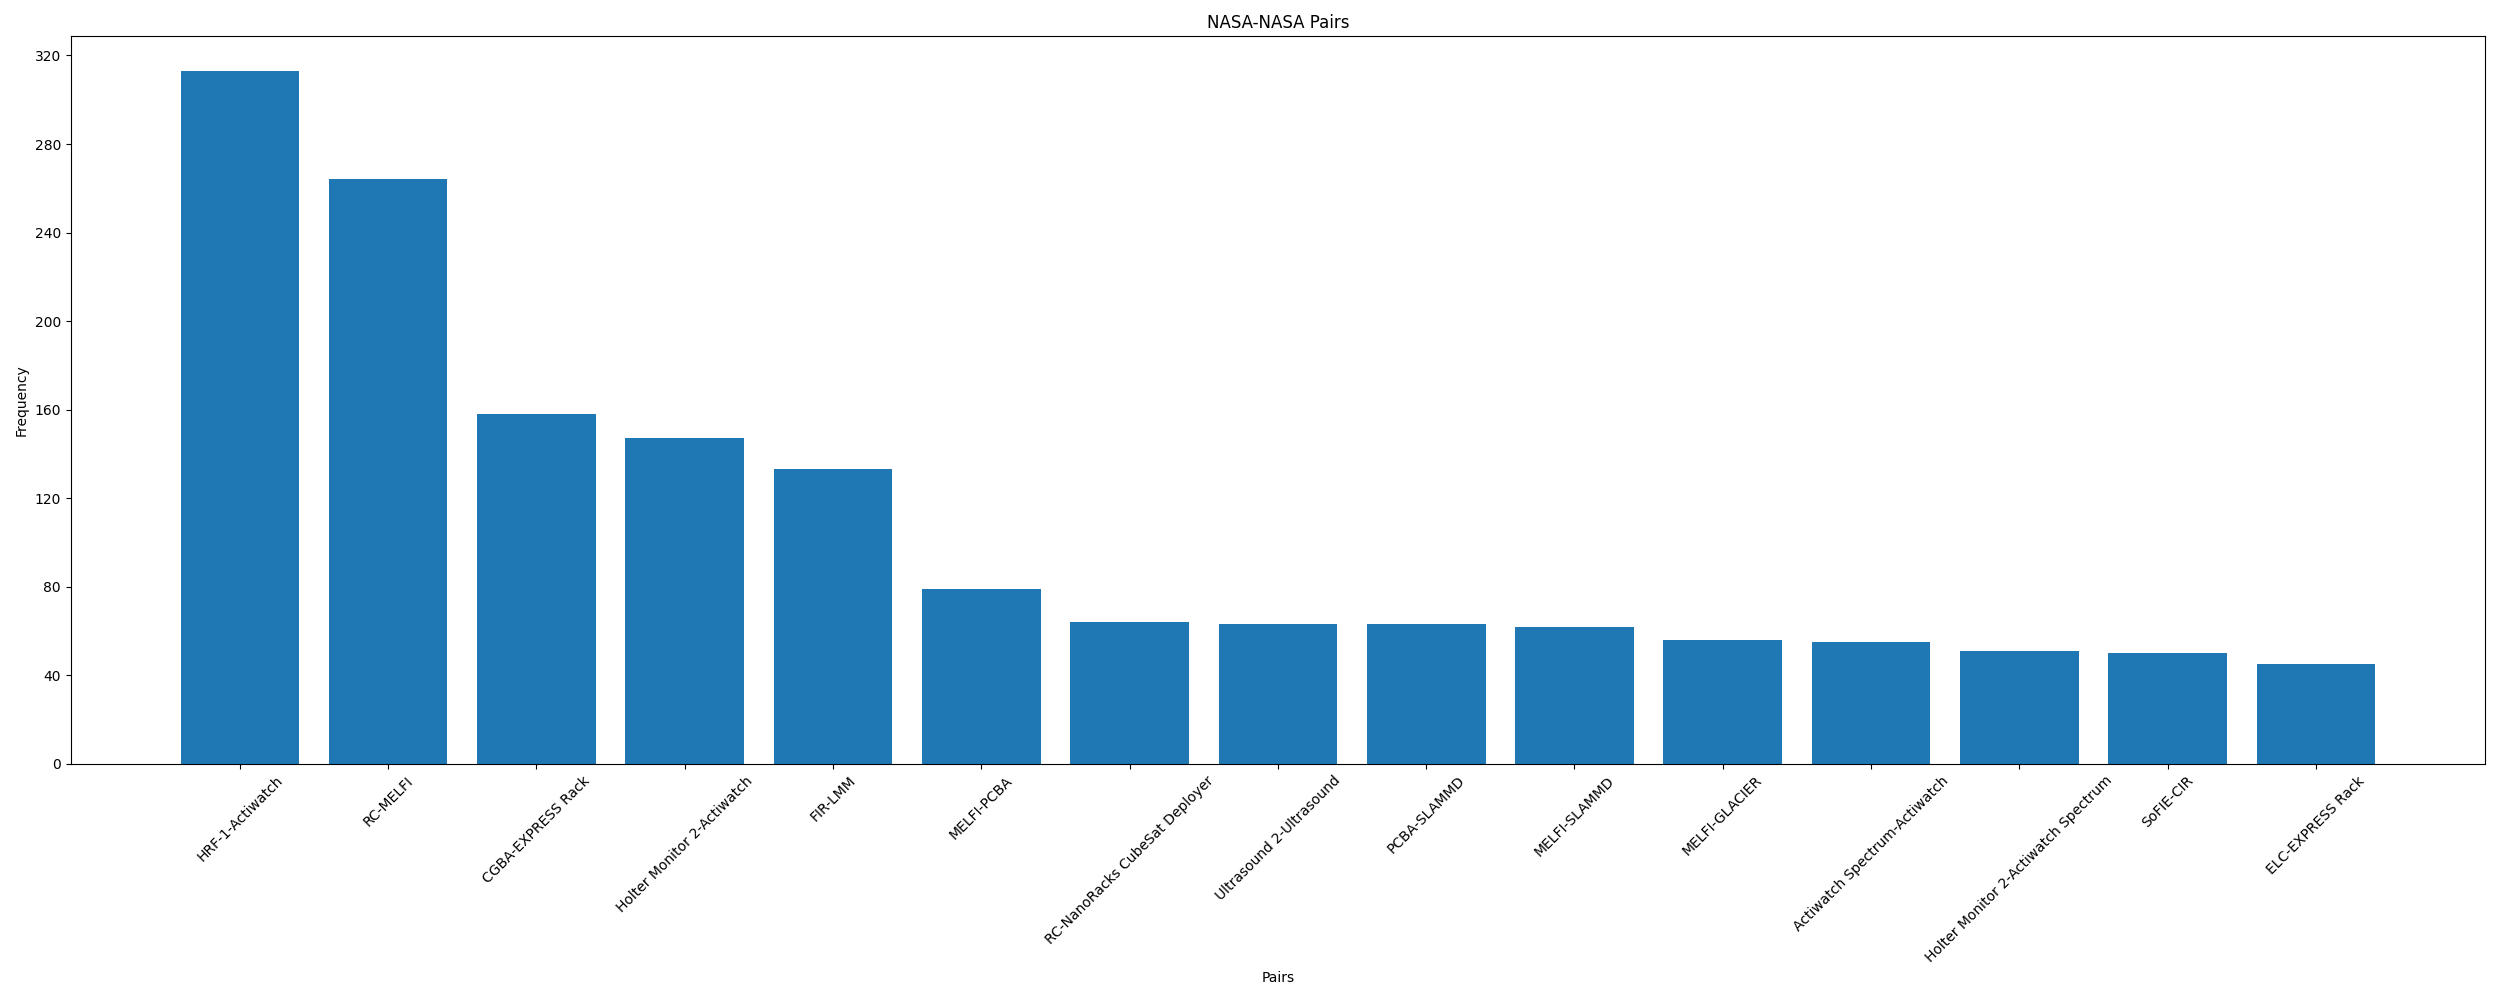 NASA-NASA Pairs
320
280
240
200
160
120
80
40
0
Frequency
HRF-1-Actiwatch
RC-MELFI
CGBA-EXPRESS Rack
Holter Monitor 2-Actiwatch
FIR-LMM
MELFI-PCBA
RC-NanoRacks CubeSat Deployer
Ultrasound 2-Ultrasound
PCBA-SLAMMD
MELFI-SLAMMD
MELFI-GLACIER
Actiwatch Spectrum-Actiwatch
Holter Monitor 2-Actiwatch Spectrum
SoFIE-CIR
ELC-EXPRESS Rack
Pairs